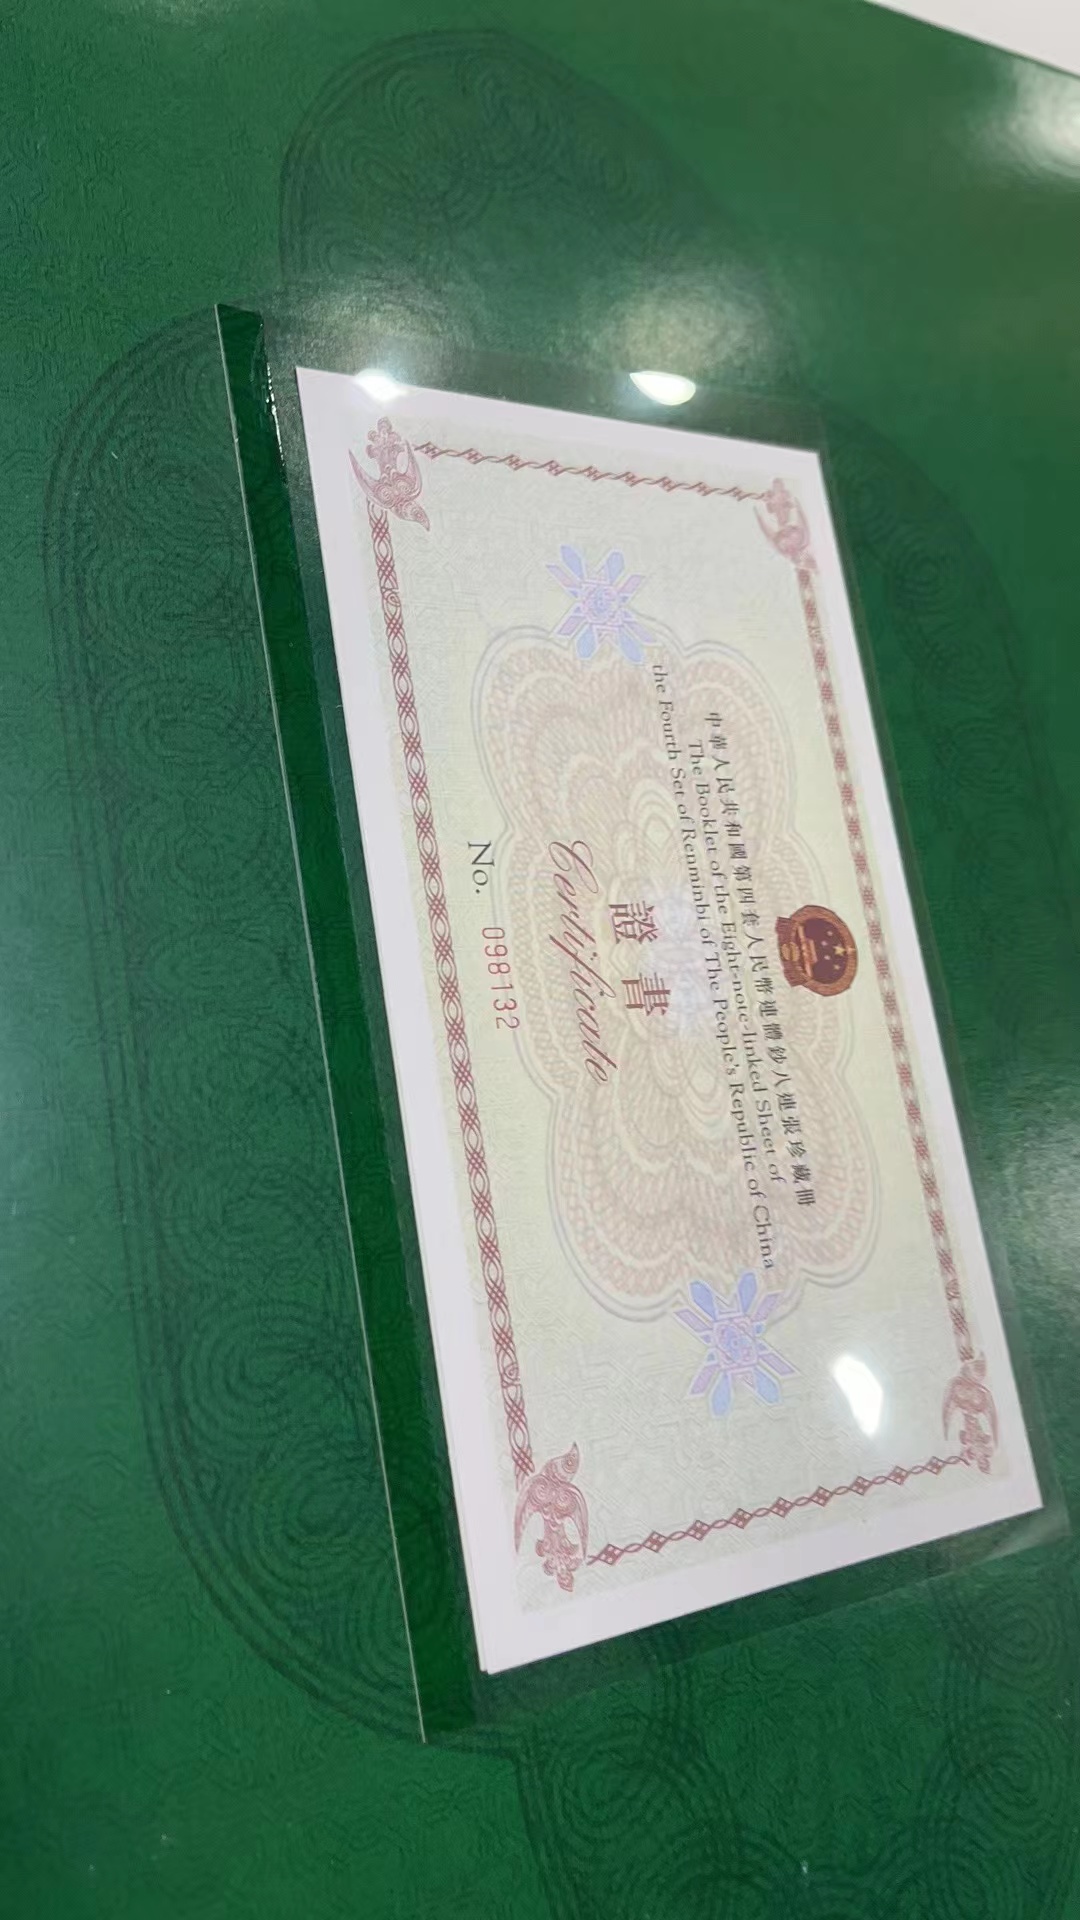 中華人民共和國第四套人民幣連體鈔八連張珍藏冊
The Booklet of the Eight-note-linked Sheet of
the Fourth Set of Renminbi of The People's Republic of China
證書
Certificate
No. 098132